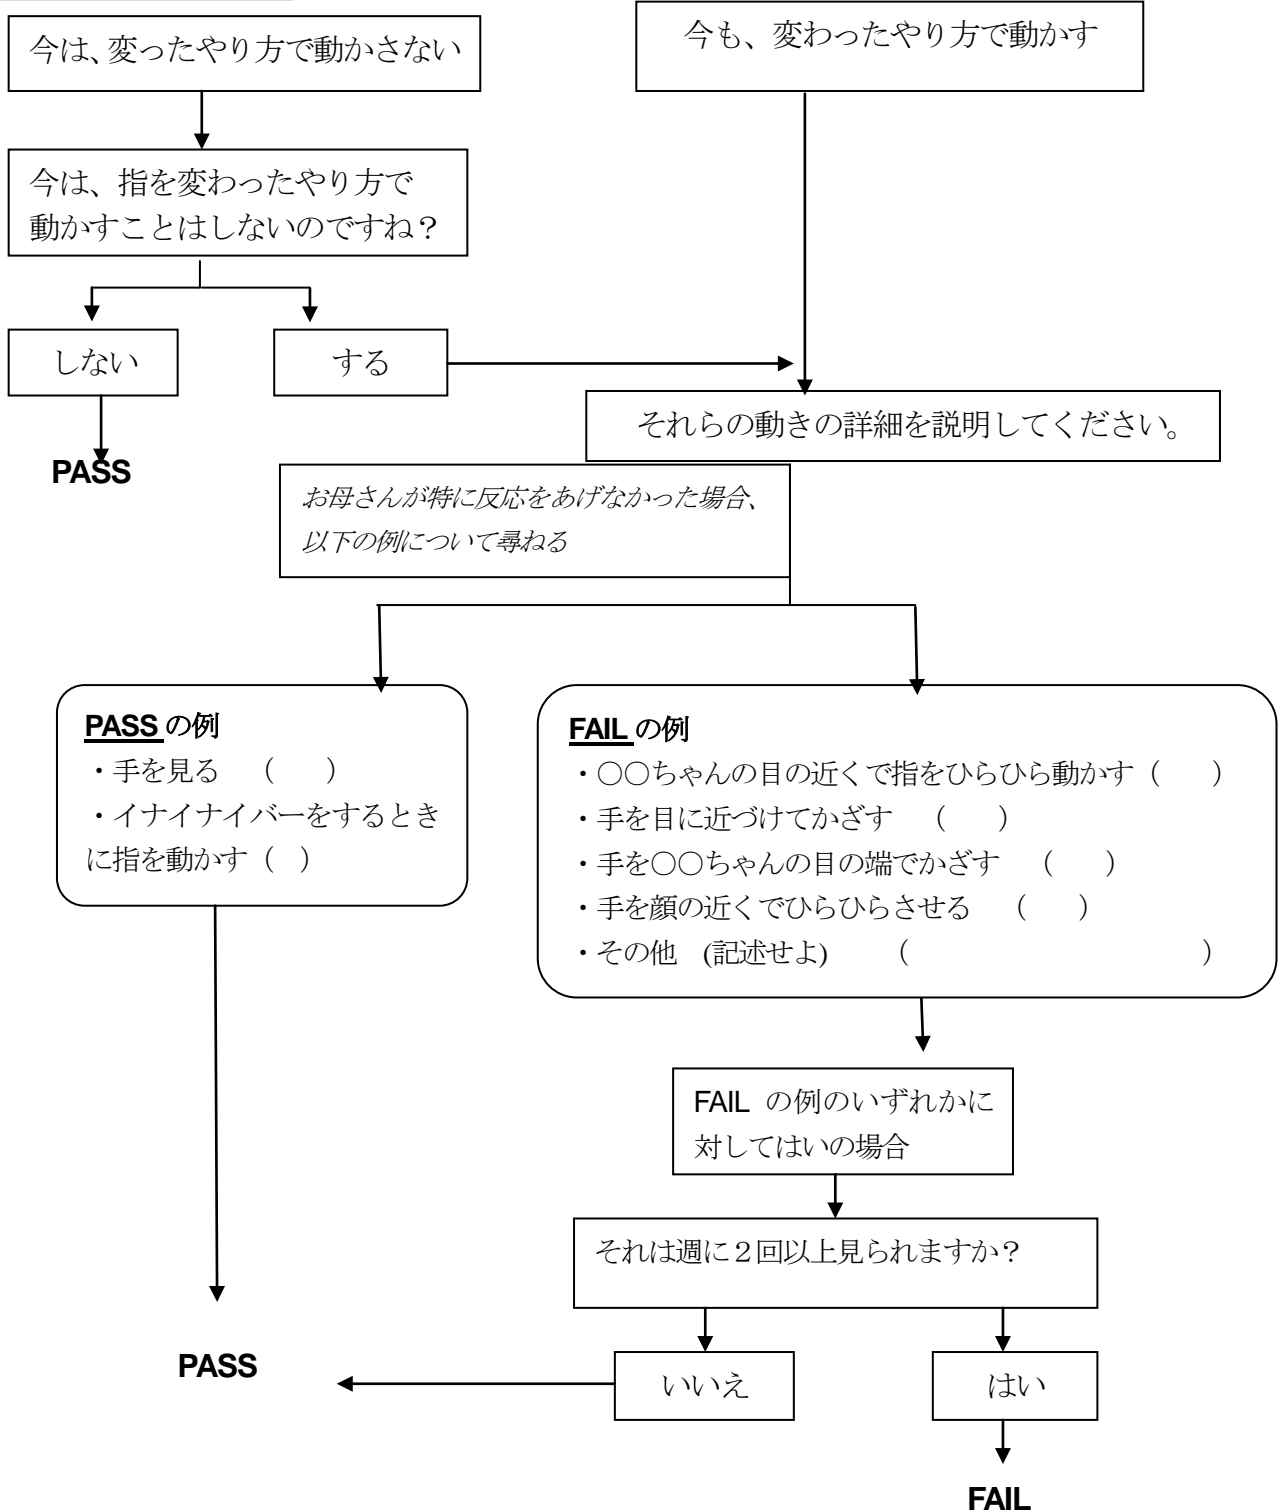 今は、変ったやり方で動かさない
今も、変わったやり方で動かす
今は、指を変わったやり方で
動かすことはしないのですね？
しない
する
それらの動きの詳細を説明してください。
PASS
お母さんが特に反応をあげなかった場合、
以下の例について尋ねる
PASS の例
・手を見る （　）
・イナイナイバーをするとき
に指を動かす（　）
FAIL の例
・〇〇ちゃんの目の近くで指をひらひら動かす（　）
・手を目に近づけてかざす （　）
・手を〇〇ちゃんの目の端でかざす （　）
・手を顔の近くでひらひらさせる （　）
・その他 (記述せよ) （　）
FAIL の例のいずれかに
対してはいの場合
それは週に２回以上見られますか？
PASS
いいえ
はい
FAIL